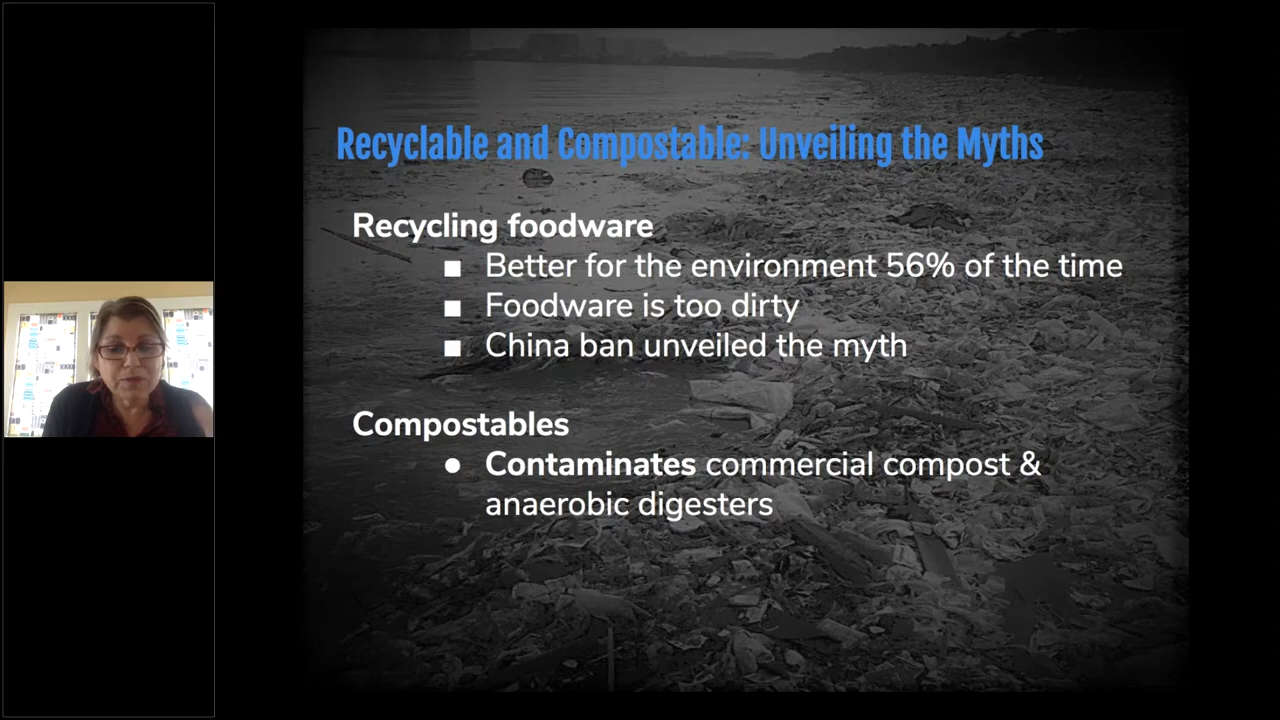 Recyclable and Compostable: Unveiling the Myths
Recycling foodware
■ Better for the environment 56% of the time
■ Foodware is too dirty
■ China ban unveiled the myth
Compostables
● Contaminates commercial compost &
anaerobic digesters